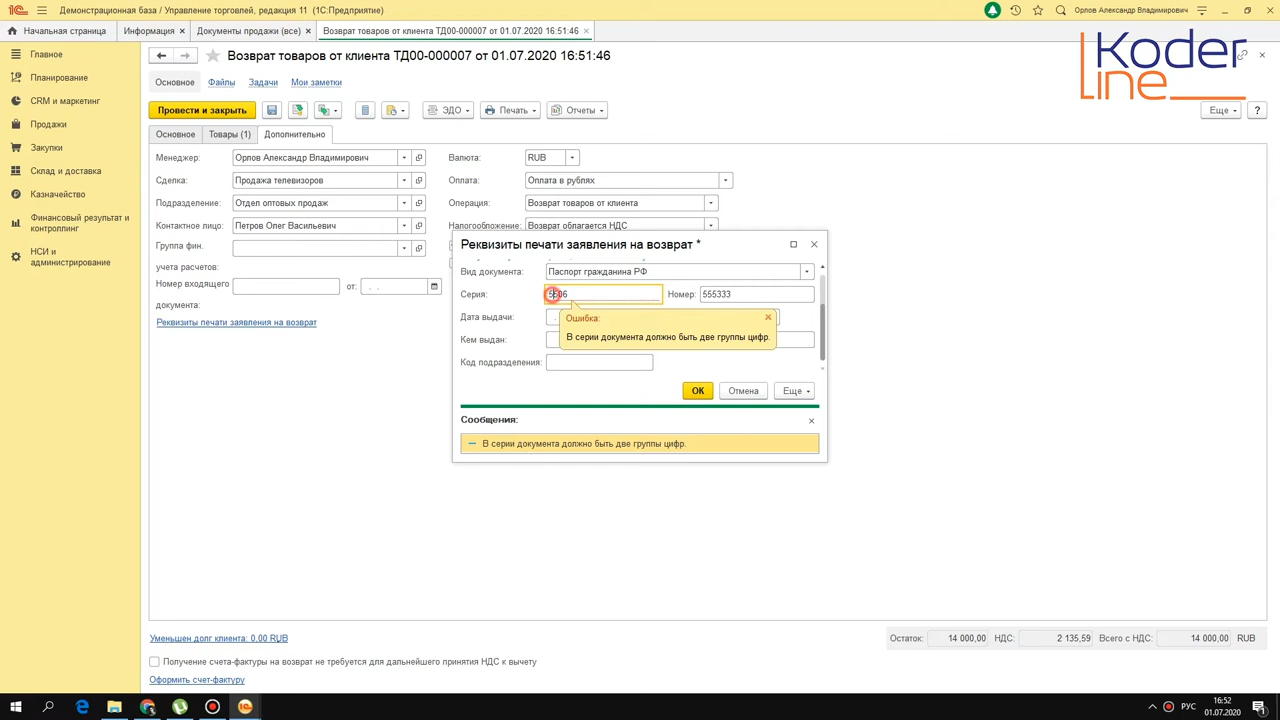 Демонстрационная база / Управление торговлей, редакция 11 (1С:Предприятие)
Орлов Александр Владимирович
Начальная страница
Информация ×
Документы продажи (все) ×
Возврат товаров от клиента ТД00-000007 от 01.07.2020 16:51:46 ×
Главное
Планирование
CRM и маркетинг
Продажи
Закупки
Склад и доставка
Казначейство
Финансовый результат и
контроллинг
НСИ и
администрирование
Возврат товаров от клиента ТД00-000007 от 01.07.2020 16:51:46
Koder
line
Основное Файлы Задачи Мои заметки
Провести и закрыть ЭДО Печать Отчеты Еще ?
Основное Товары (1) Дополнительно
Менеджер: Орлов Александр Владимирович Валюта: RUB
Сделка: Продажа телевизоров Оплата: Оплата в рублях
Подразделение: Отдел оптовых продаж Операция: Возврат товаров от клиента
Контактное лицо: Петров Олег Васильевич Налогообложение: Возврат облагается НДС
Группа фин.
учета расчетов:
Номер входящего от: . .
документа:
Реквизиты печати заявления на возврат
Реквизиты печати заявления на возврат *
Вид документа: Паспорт гражданина РФ
Серия: Номер: 555333
Дата выдачи:
Ошибка:
В серии документа должно быть две группы цифр.
Кем выдан:
Код подразделения:
ОК Отмена Еще
Сообщения:
В серии документа должно быть две группы цифр.
Уменьшен долг клиента: 0,00 RUB
Остаток: 14 000,00 НДС: 2 135,59 Всего с НДС: 14 000,00 RUB
Получение счета-фактуры на возврат не требуется для дальнейшего принятия НДС к вычету
Оформить счет-фактуру
РУС
16:52
01.07.2020